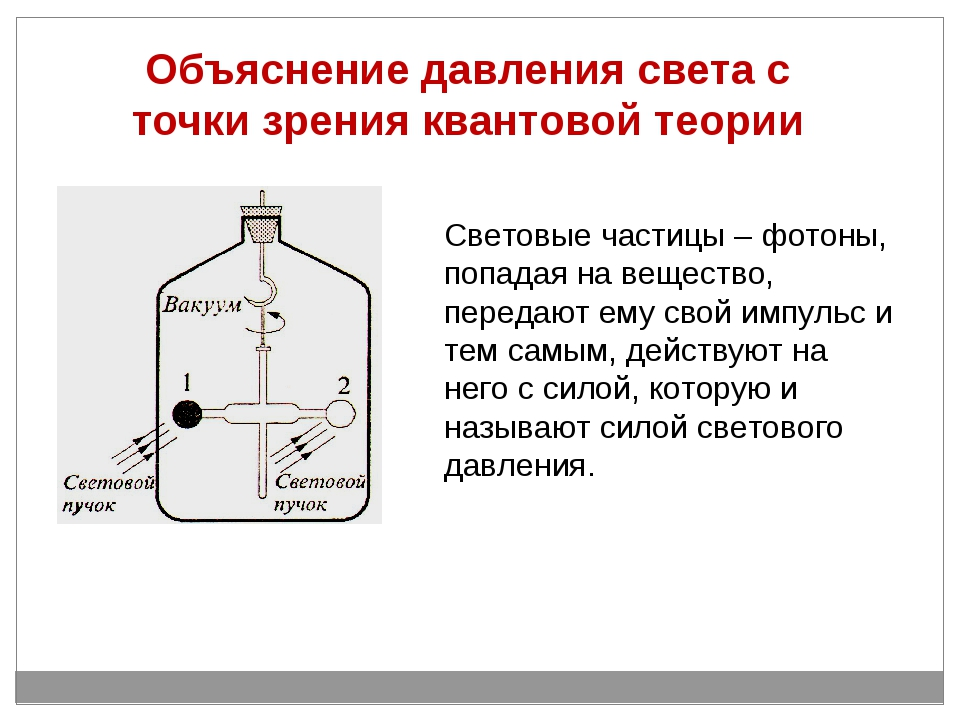 Объяснение давления света с
точки зрения квантовой теории
Вакуум
1
2
Световой
пучок
Световой
пучок
Световые частицы – фотоны,
попадая на вещество,
передают ему свой импульс и
тем самым, действуют на
него с силой, которую и
называют силой светового
давления.